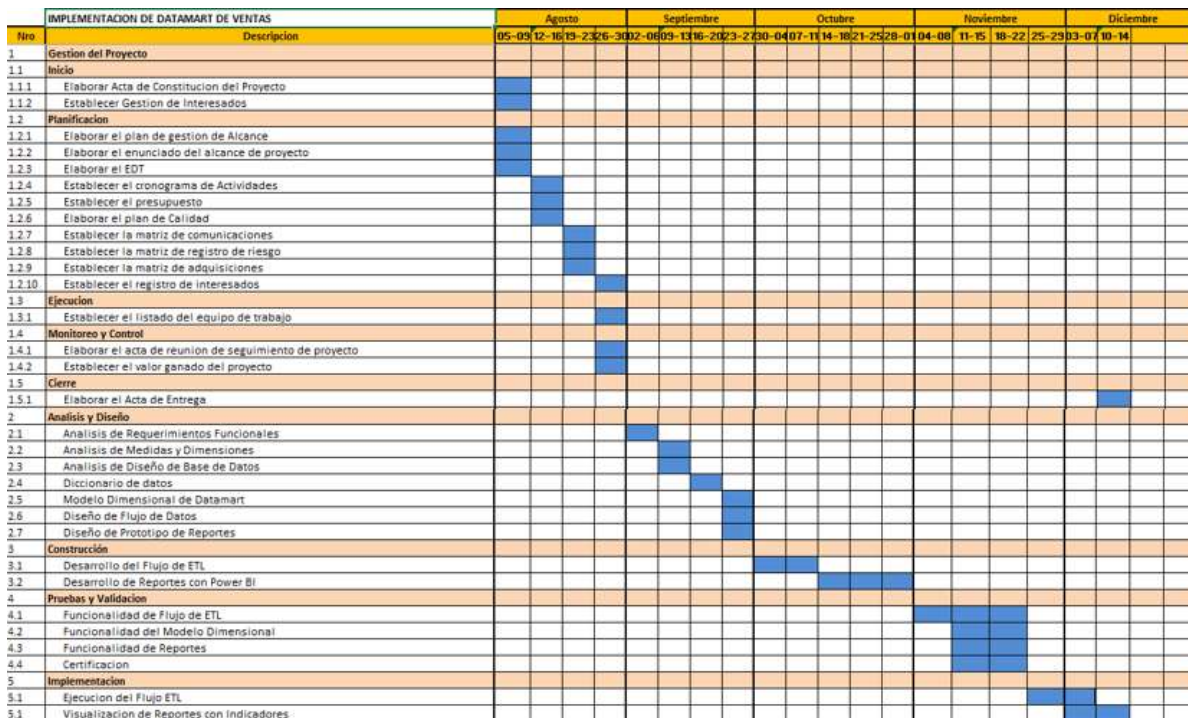 IMPLEMENTACION DE DATAMART DE VENTAS Agosto Septiembre Octubre Noviembre Diciembre
Nro Descripcion 05-09 12-16 19-23 26-30 02-06 09-13 16-20 23-27 30-04 07-11 14-18 21-25 28-01 04-08 11-15 18-22 25-29 03-07 10-14
1 Gestion del Proyecto
1.1 Inicio
1.1.1 Elaborar Acta de Constitucion del Proyecto
1.1.2 Establecer Gestion de Interesados
1.2 Planificacion
1.2.1 Elaborar el plan de gestion de Alcance
1.2.2 Elaborar el enunciado del alcance de proyecto
1.2.3 Elaborar el EDT
1.2.4 Establecer el cronograma de Actividades
1.2.5 Establecer el presupuesto
1.2.6 Elaborar el plan de Calidad
1.2.7 Establecer la matriz de comunicaciones
1.2.8 Establecer la matriz de registro de riesgo
1.2.9 Establecer la matriz de adquisiciones
1.2.10 Establecer el registro de interesados
1.3 Ejecucion
1.3.1 Establecer el listado del equipo de trabajo
1.4 Monitoreo y Control
1.4.1 Elaborar el acta de reunion de seguimiento de proyecto
1.4.2 Establecer el valor ganado del proyecto
1.5 Cierre
1.5.1 Elaborar el Acta de Entrega
2 Analisis y Diseño
2.1 Analisis de Requerimientos Funcionales
2.2 Analisis de Medidas y Dimensiones
2.3 Analisis de Diseño de Base de Datos
2.4 Diccionario de datos
2.5 Modelo Dimensional de Datamart
2.6 Diseño de Flujo de Datos
2.7 Diseño de Prototipo de Reportes
3 Construcción
3.1 Desarrollo del Flujo de ETL
3.2 Desarrollo de Reportes con Power BI
4 Pruebas y Validacion
4.1 Funcionalidad de Flujo de ETL
4.2 Funcionalidad del Modelo Dimensional
4.3 Funcionalidad de Reportes
4.4 Certificacion
5 Implementacion
5.1 Ejecucion del Flujo ETL
5.1 Visualizacion de Reportes con Indicadores